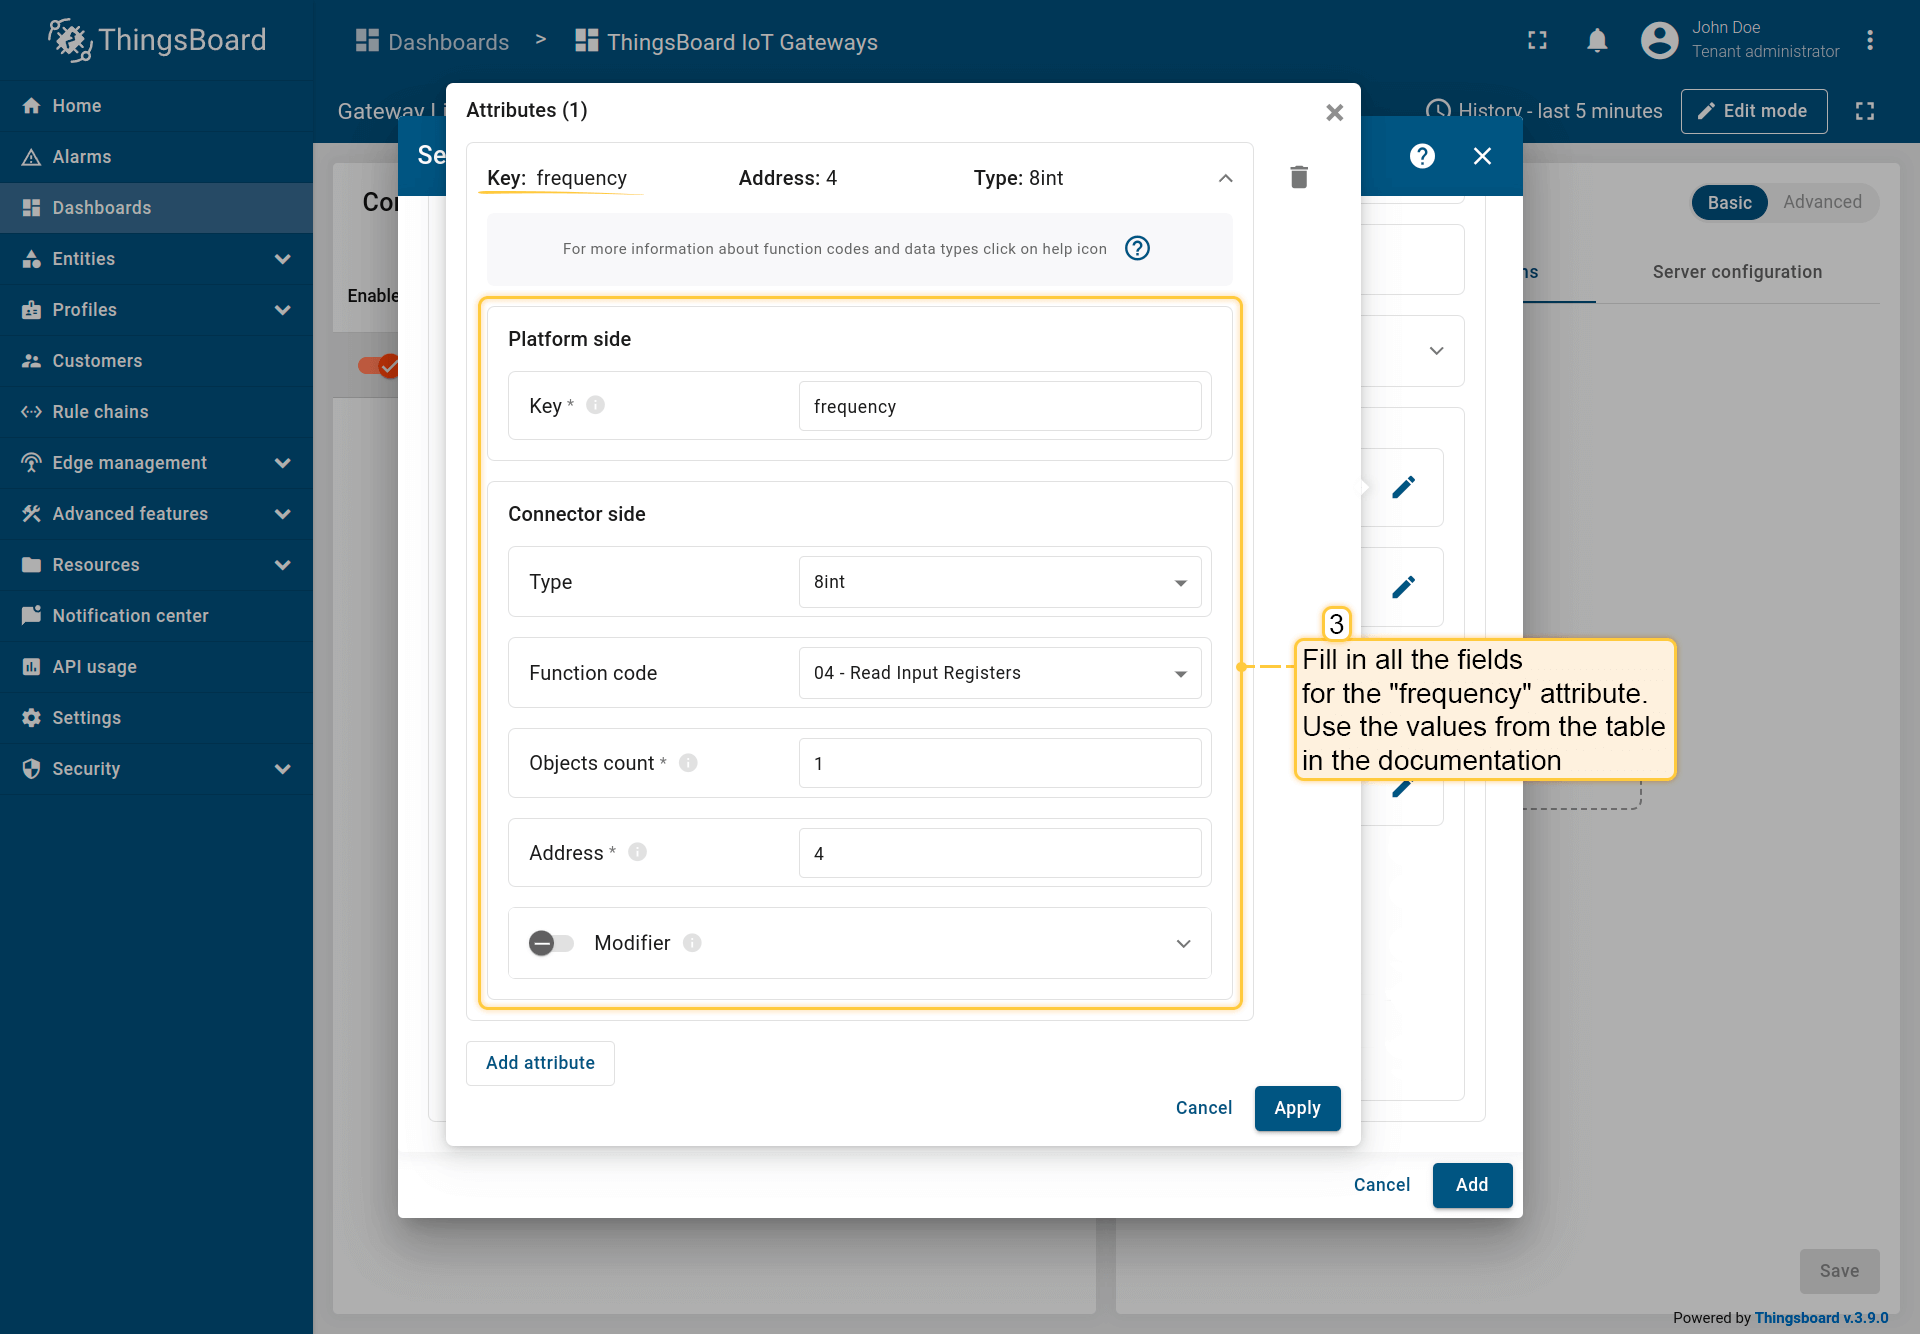 ThingsBoard
Dashboards > ThingsBoard IoT Gateways
John Doe
Tenant administrator
Home
Alarms
Dashboards
Entities
Profiles
Customers
Rule chains
Edge management
Advanced features
Resources
Notification center
API usage
Settings
Security
Gateway Li
History - last 5 minutes
Edit mode
Se
Basic
Advanced
ns
Server configuration
Con
Enable
Attributes (1)
Key: frequency
Address: 4
Type: 8int
For more information about function codes and data types click on help icon
Platform side
Key *
frequency
Connector side
Type
8int
Function code
04 - Read Input Registers
Objects count *
1
Address *
4
Modifier
Add attribute
Cancel
Apply
3
Fill in all the fields
for the "frequency" attribute.
Use the values from the table
in the documentation
Cancel
Add
Save
Powered by Thingsboard v.3.9.0